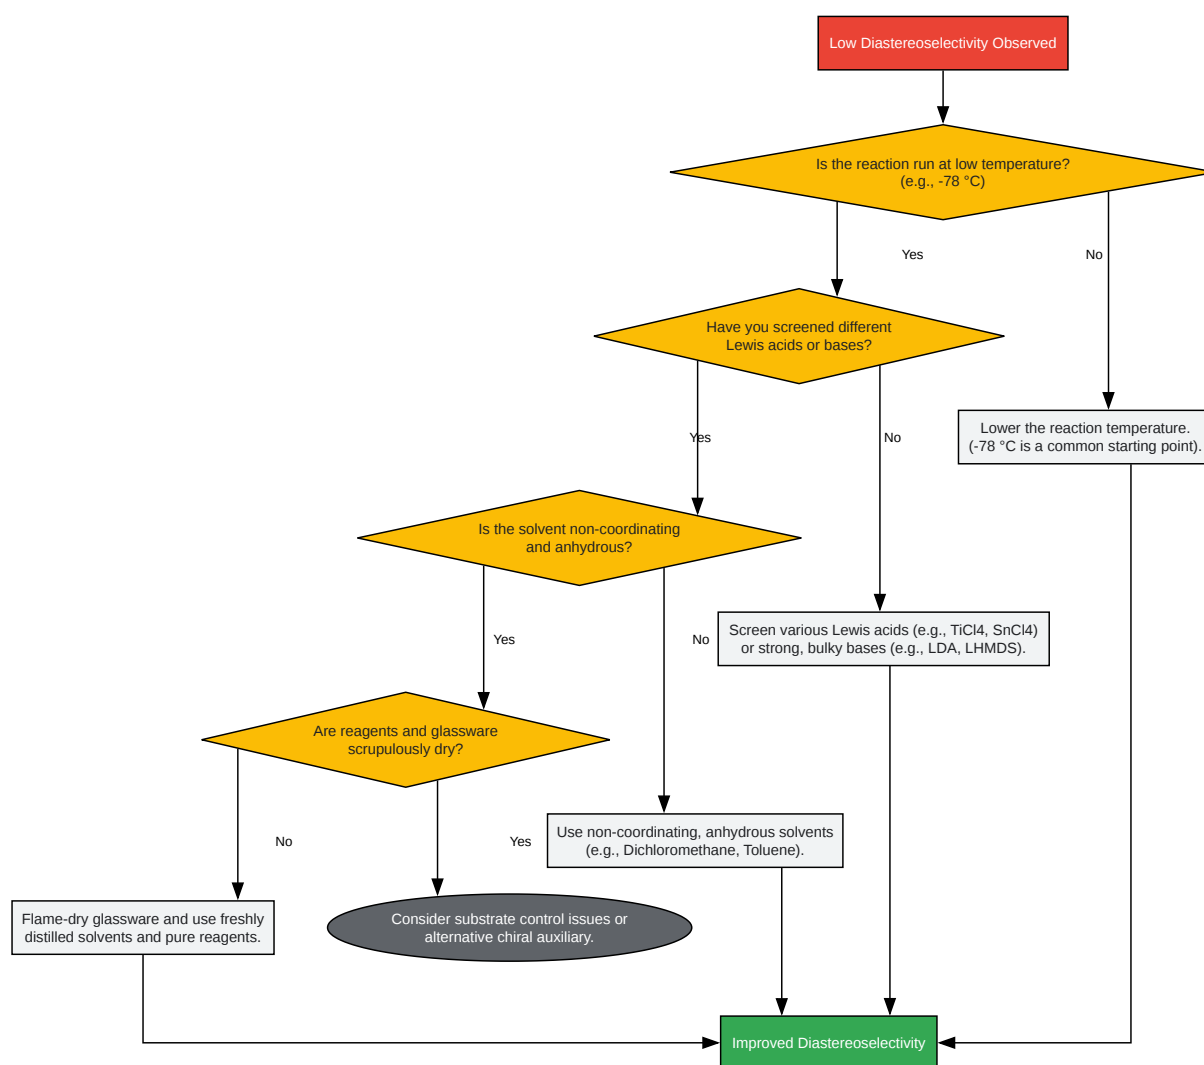 Low Diastereoselectivity Observed
Is the reaction run at low temperature?
(e.g., -78 °C)
Yes
No
Have you screened different
Lewis acids or bases?
Lower the reaction temperature.
(-78 °C is a common starting point).
Yes
No
Is the solvent non-coordinating
and anhydrous?
Screen various Lewis acids (e.g., TiCl4, SnCl4)
or strong, bulky bases (e.g., LDA, LHMDS).
Yes
No
Are reagents and glassware
scrupulously dry?
Use non-coordinating, anhydrous solvents
(e.g., Dichloromethane, Toluene).
No
Yes
Flame-dry glassware and use freshly
distilled solvents and pure reagents.
Consider substrate control issues or
alternative chiral auxiliary.
Improved Diastereoselectivity